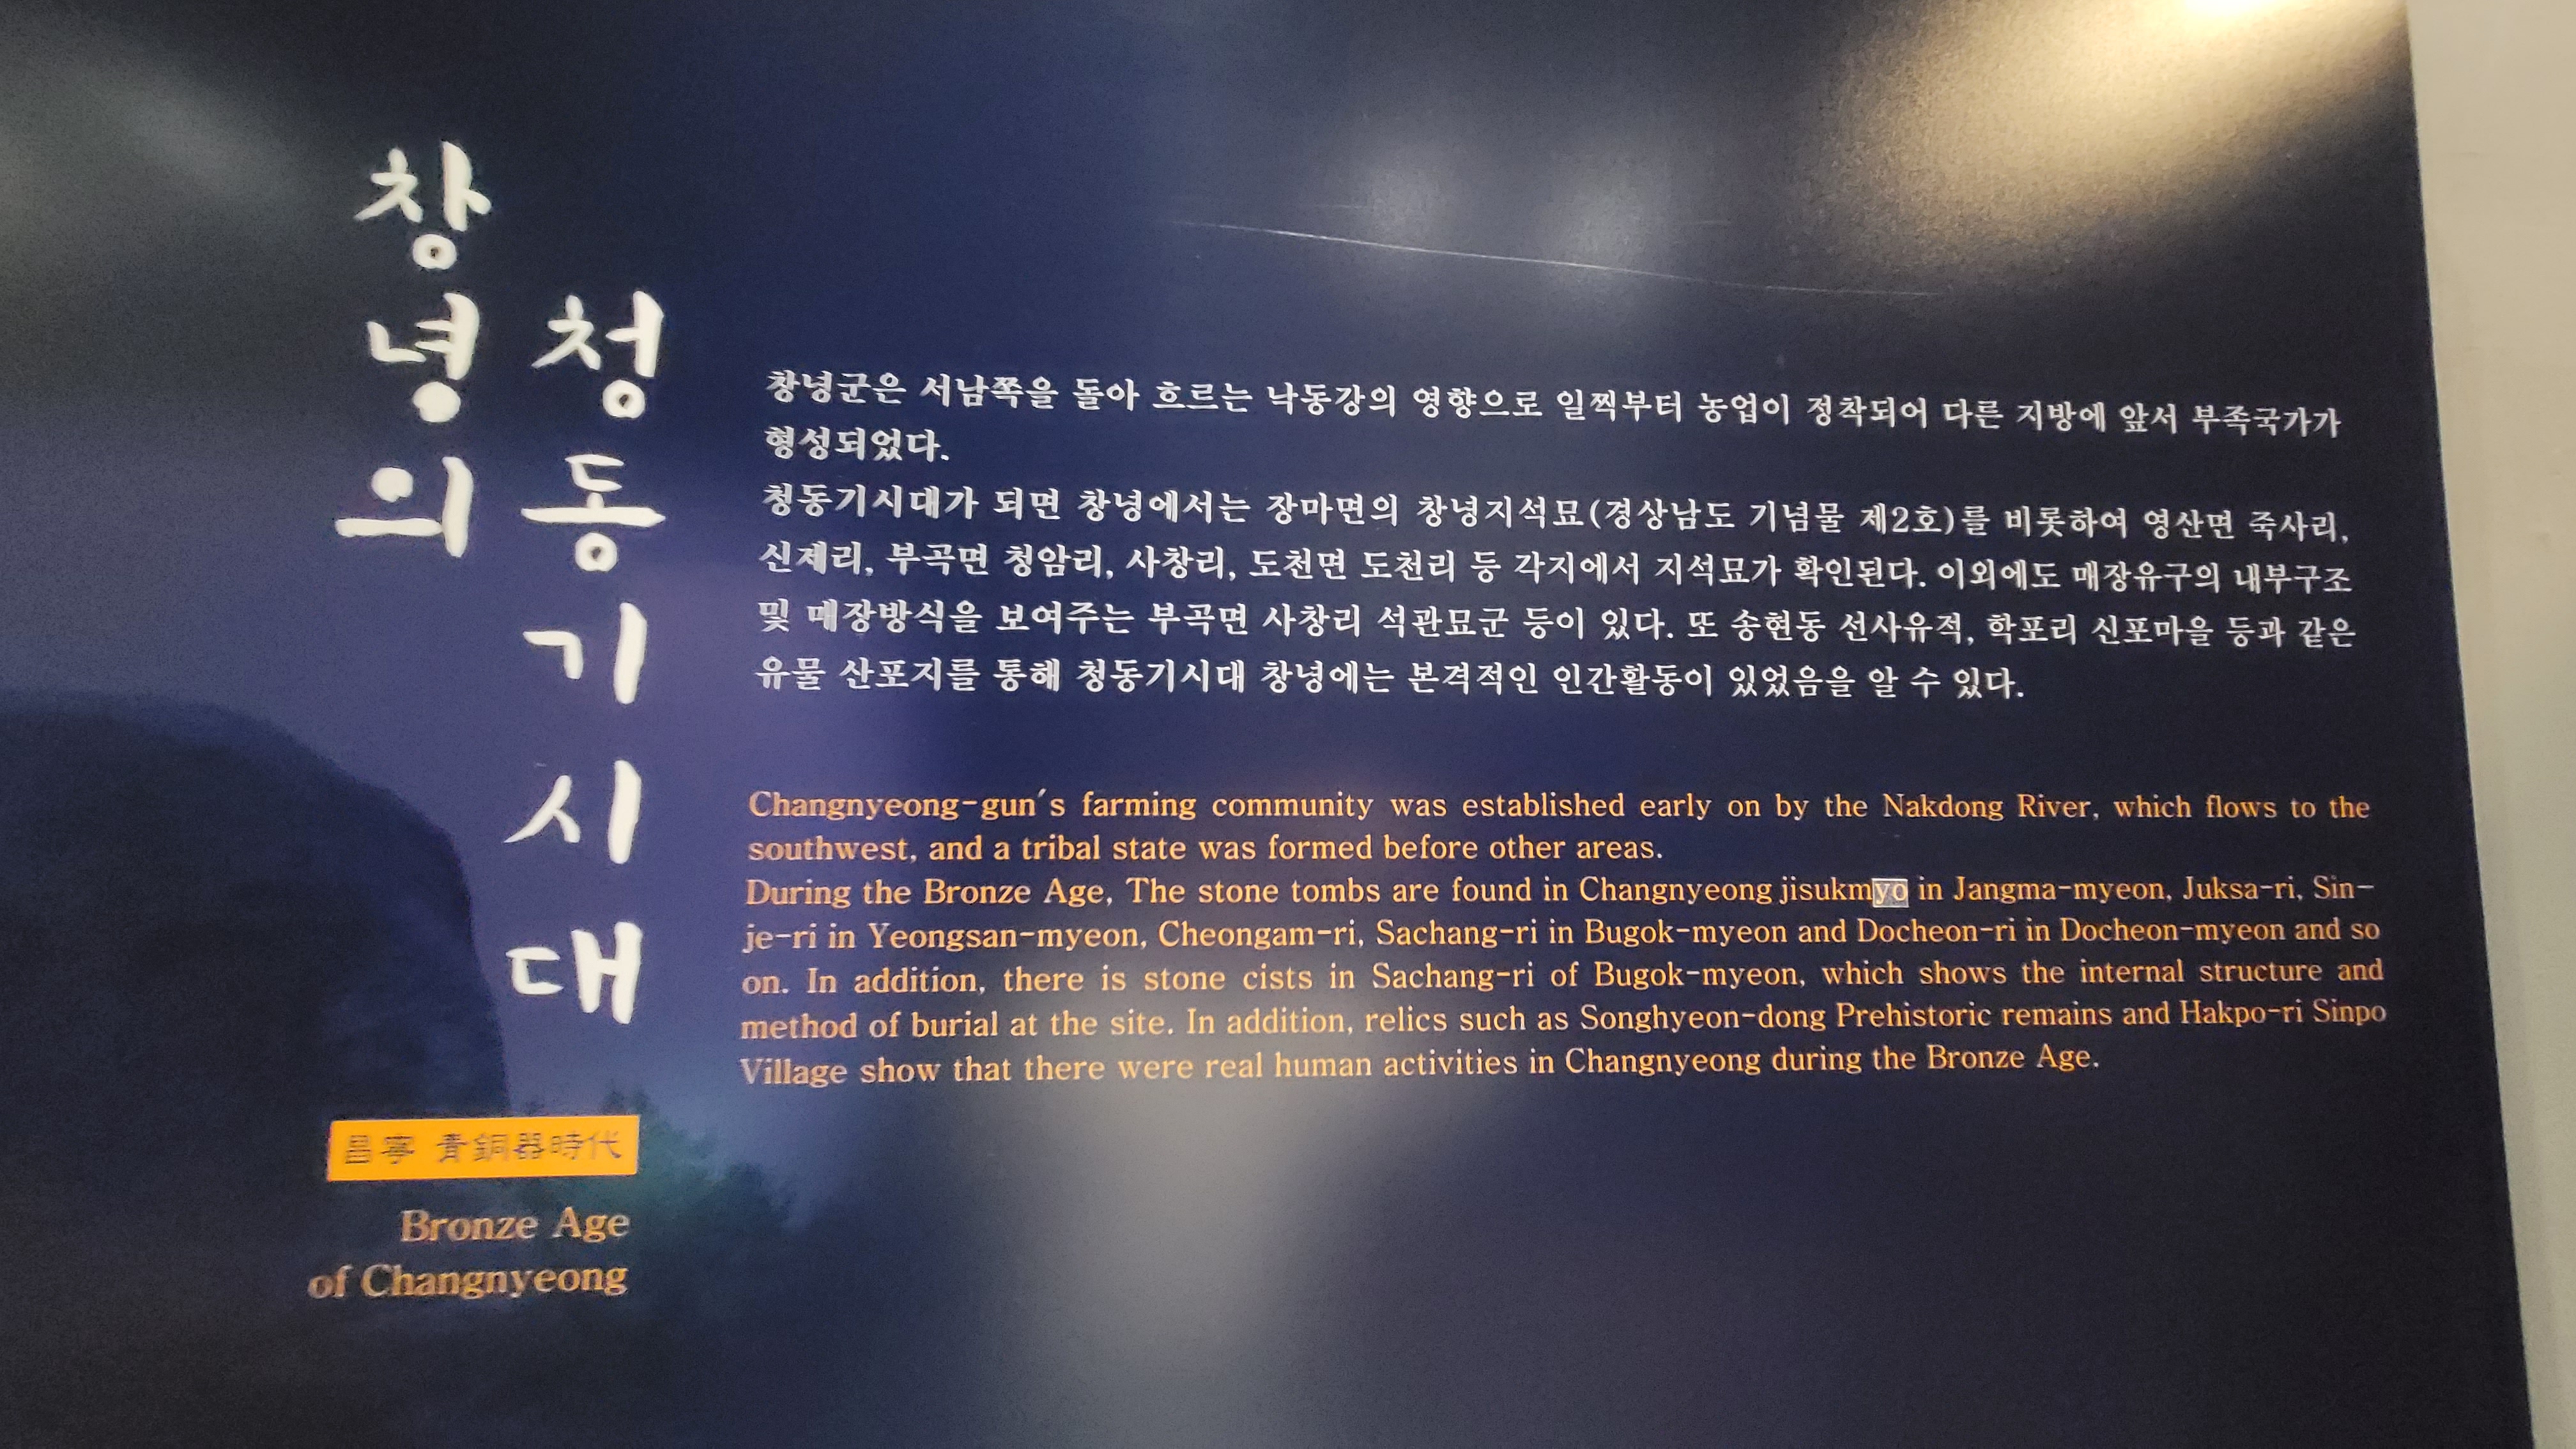 창녕의
청동기시대
창녕군은 서남쪽을 돌아 흐르는 낙동강의 영향으로 일찍부터 농업이 정착되어 다른 지방에 앞서 부족국가가
형성되었다.
청동기시대가 되면 창녕에서는 장마면의 창녕지석묘(경상남도 기념물 제2호)를 비롯하여 영산면 죽사리,
신제리, 부곡면 청암리, 사창리, 도천면 도천리 등 각지에서 지석묘가 확인된다. 이외에도 매장유구의 내부구조
및 매장방식을 보여주는 부곡면 사창리 석관묘군 등이 있다. 또 송현동 선사유적, 학포리 신포마을 등과 같은
유물 산포지를 통해 청동기시대 창녕에는 본격적인 인간활동이 있었음을 알 수 있다.
Changnyeong-gun´s farming community was established early on by the Nakdong River, which flows to the
southwest, and a tribal state was formed before other areas.
During the Bronze Age, The stone tombs are found in Changnyeong jisukmyo in Jangma-myeon, Juksa-ri, Sin-
je-ri in Yeongsan-myeon, Cheongam-ri, Sachang-ri in Bugok-myeon and Docheon-ri in Docheon-myeon and so
on. In addition, there is stone cists in Sachang-ri of Bugok-myeon, which shows the internal structure and
method of burial at the site. In addition, relics such as Songhyeon-dong Prehistoric remains and Hakpo-ri Sinpo
Village show that there were real human activities in Changnyeong during the Bronze Age.
昌寧 青銅器時代
Bronze Age
of Changnyeong